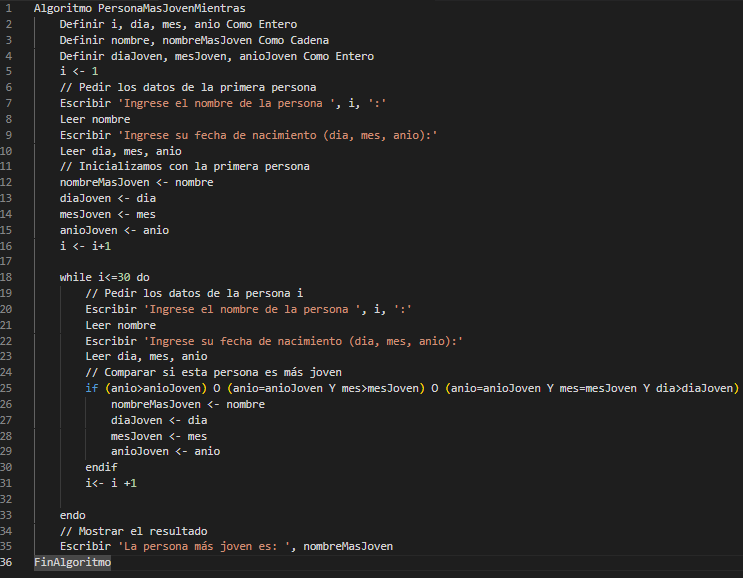 1 Algoritmo PersonaMasJovenMientras
2     Definir i, dia, mes, anio Como Entero
3     Definir nombre, nombreMasJoven Como Cadena
4     Definir diaJoven, mesJoven, anioJoven Como Entero
5     i <- 1
6     // Pedir los datos de la primera persona
7     Escribir 'Ingrese el nombre de la persona ', i, ':'
8     Leer nombre
9     Escribir 'Ingrese su fecha de nacimiento (dia, mes, anio):'
10     Leer dia, mes, anio
11     // Inicializamos con la primera persona
12     nombreMasJoven <- nombre
13     diaJoven <- dia
14     mesJoven <- mes
15     anioJoven <- anio
16     i <- i+1
17
18     while i<=30 do
19         // Pedir los datos de la persona i
20         Escribir 'Ingrese el nombre de la persona ', i, ':'
21         Leer nombre
22         Escribir 'Ingrese su fecha de nacimiento (dia, mes, anio):'
23         Leer dia, mes, anio
24         // Comparar si esta persona es más joven
25         if (anio>anioJoven) O (anio=anioJoven Y mes>mesJoven) O (anio=anioJoven Y mes=mesJoven Y dia>diaJoven)
26             nombreMasJoven <- nombre
27             diaJoven <- dia
28             mesJoven <- mes
29             anioJoven <- anio
30         endif
31         i<- i +1
32
33     endo
34     // Mostrar el resultado
35     Escribir 'La persona más joven es: ', nombreMasJoven
36 FinAlgoritmo